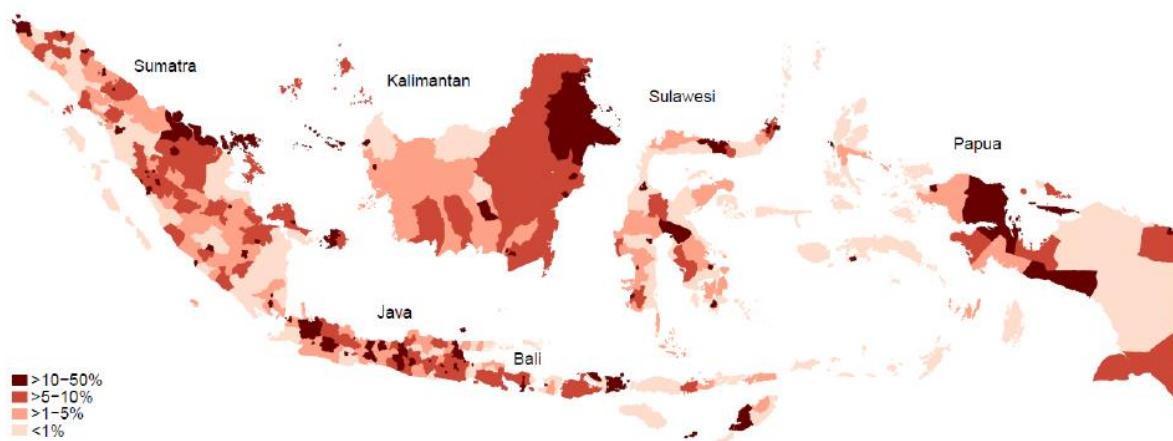 Sumatra
Kalimantan
Sulawesi
Papua
Java
Bali
>10-50%
>5-10%
>1-5%
<1%